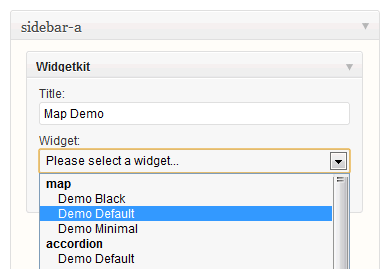 sidebar-a
Widgetkit
Title:
Map Demo
Widget:
Please select a widget...
map
Demo Black
Demo Default
Demo Minimal
accordion
Demo Default